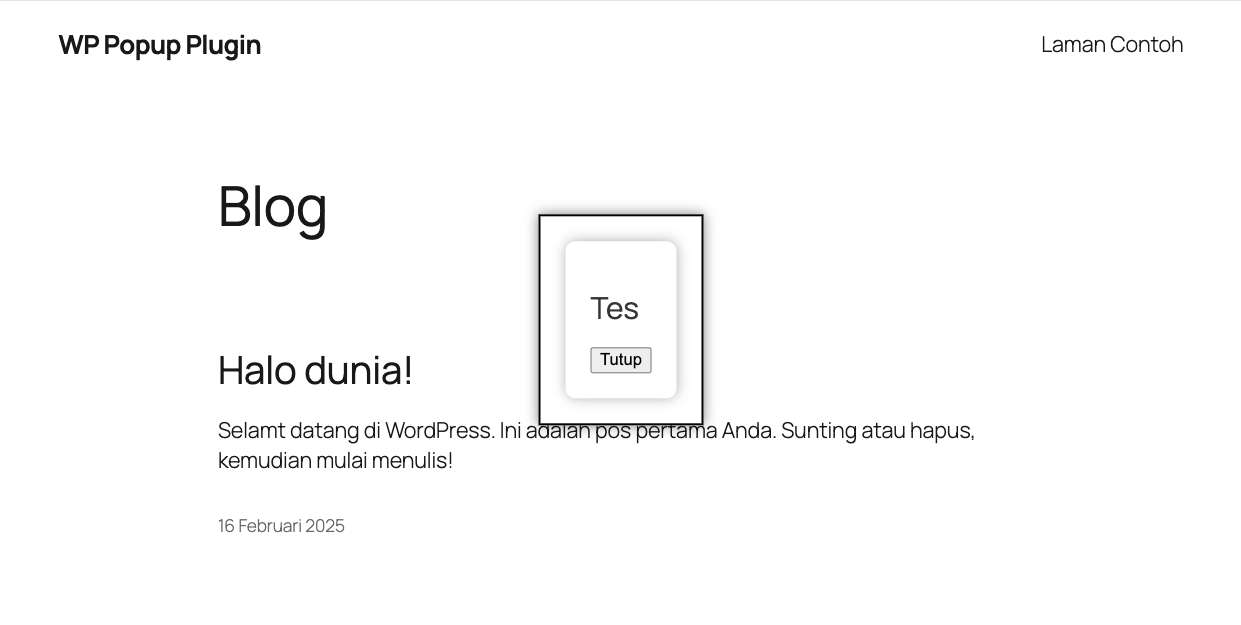 WP Popup Plugin
Laman Contoh
Blog
Tes
Tutup
Halo dunia!
Selamt datang di WordPress. Ini adalah pos pertama Anda. Sunting atau hapus,
kemudian mulai menulis!
16 Februari 2025